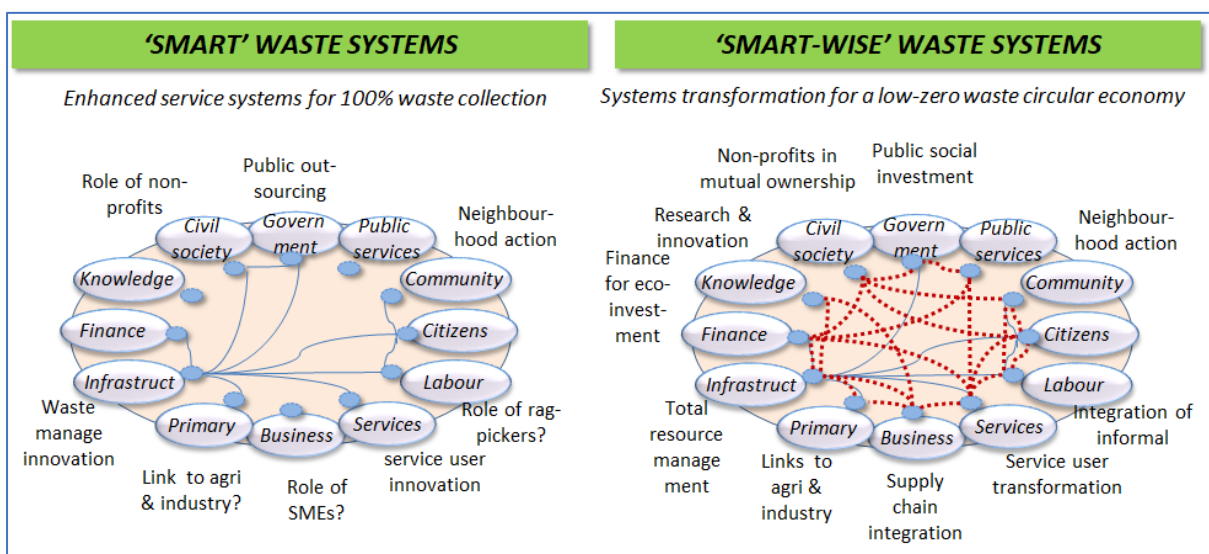 ‘SMART’ WASTE SYSTEMS
Enhanced service systems for 100% waste collection
Public out-
sourcing
Role of non-
profits
Neighbour-
hood action
Civil
society
Govern
ment
Public
services
Knowledge
Community
Finance
Citizens
Infrastruct
Labour
Primary
Business
Services
Waste
manage
innovation
Role of rag-
pickers?
Link to agri
& industry?
Role of
SMEs?
service user
innovation
‘SMART-WISE’ WASTE SYSTEMS
Systems transformation for a low-zero waste circular economy
Non-profits in
mutual ownership
Public social
investment
Research &
innovation
Neighbour-
hood action
Finance
for eco-
invest-
ment
Civil
society
Govern
ment
Public
services
Knowledge
Community
Finance
Citizens
Infrastruct
Labour
Primary
Business
Services
Total
resource
manage
ment
Integration of
informal
Links to
agri &
industry
Supply
chain
integration
Service user
transformation